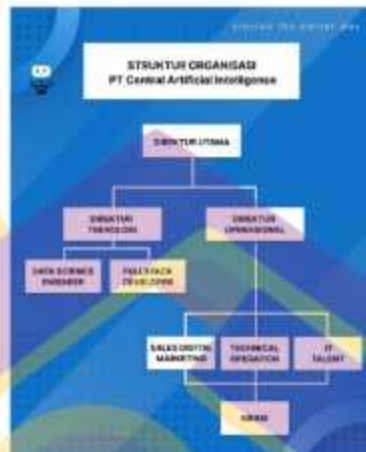 STRUKTUR ORGANISASI
PT Central Artificial Intelligence
DIREKTUR UTAMA
DIREKTUR
TEKNOLOGI
DIREKTUR
OPERASIONAL
DATA SCIENCE
ENGINEER
FULLSTACK
DEVELOPER
SALES DIGITAL
MARKETING
TECHNICAL
OPERATION
IT
TALENT